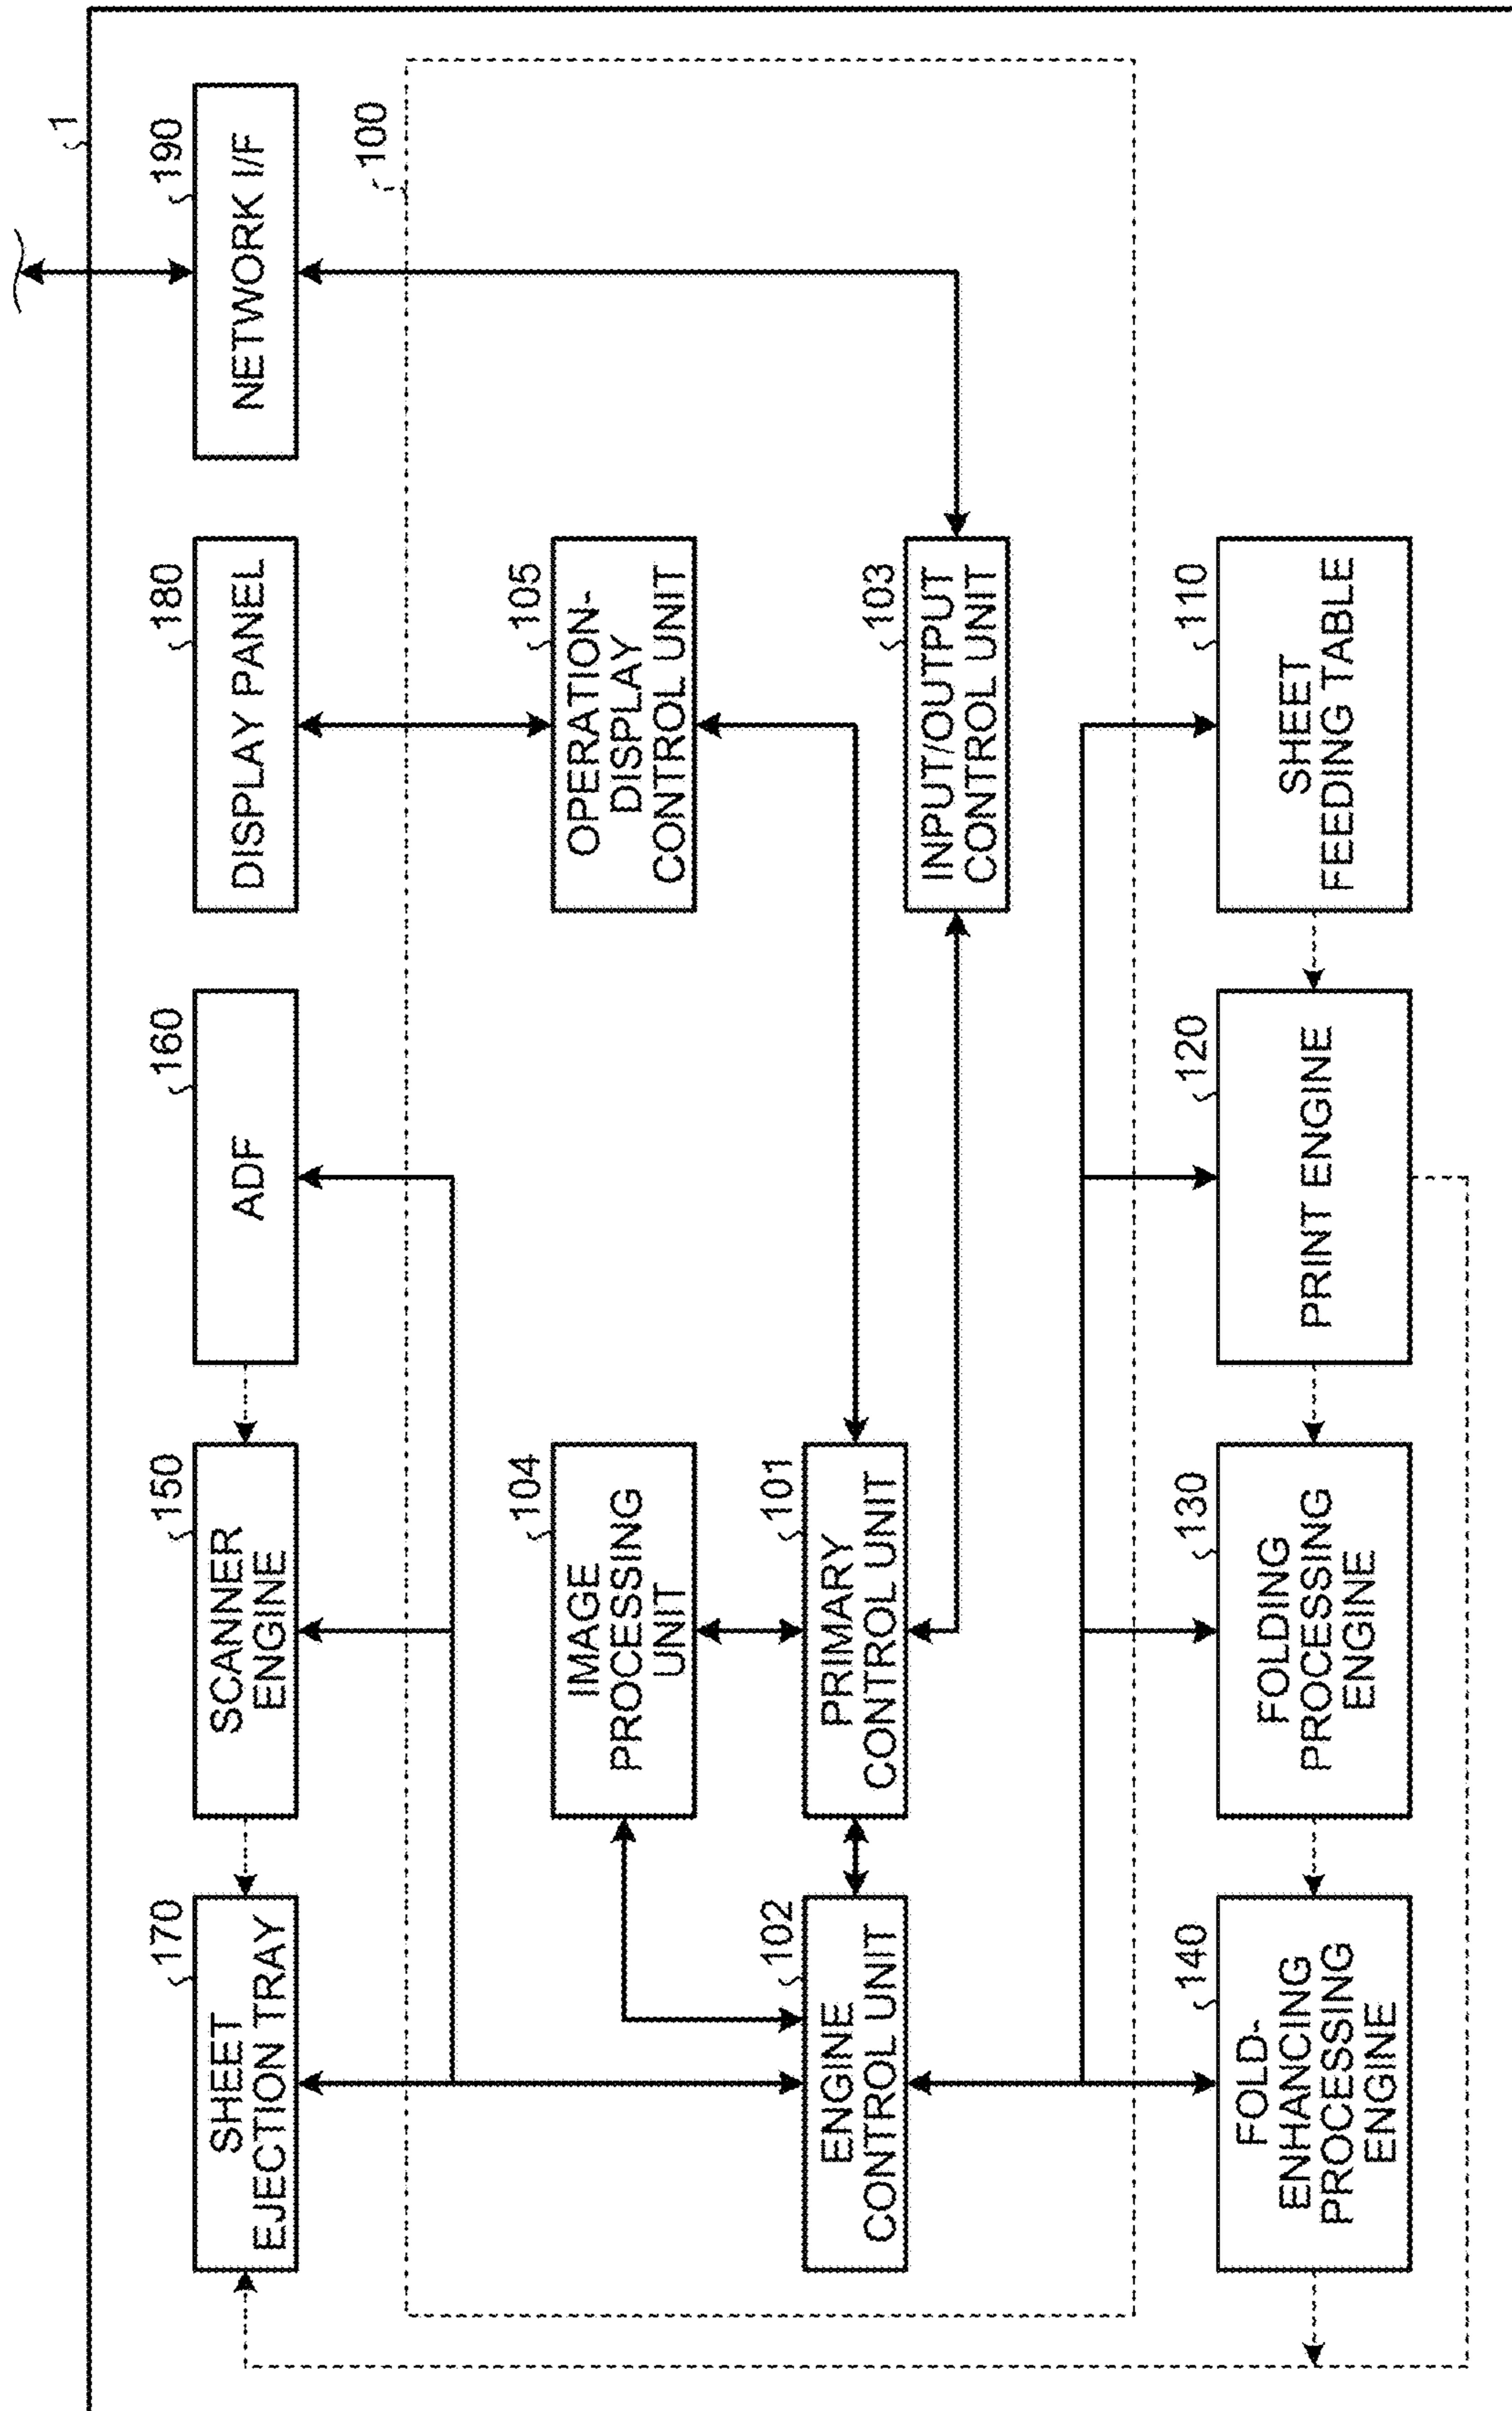 1
170
SHEET
EJECTION TRAY
150
SCANNER
ENGINE
160
ADF
180
DISPLAY PANEL
190
NETWORK I/F
100
104
IMAGE
PROCESSING
UNIT
105
OPERATION-
DISPLAY
CONTROL UNIT
102
ENGINE
CONTROL UNIT
101
PRIMARY
CONTROL UNIT
103
INPUT/OUTPUT
CONTROL UNIT
140
FOLD-
ENHANCING
PROCESSING
ENGINE
130
FOLDING
PROCESSING
ENGINE
120
PRINT ENGINE
110
SHEET
FEEDING TABLE